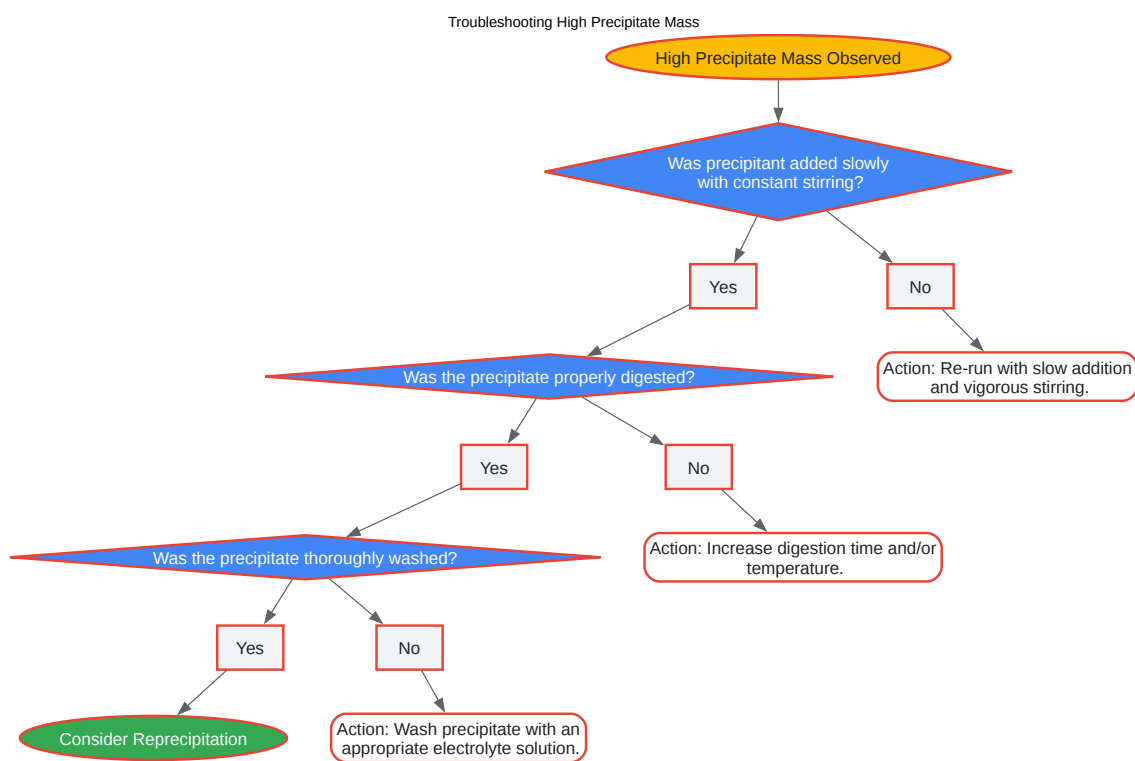 Troubleshooting High Precipitate Mass
High Precipitate Mass Observed
Was precipitant added slowly
with constant stirring?
Yes
No
Action: Re-run with slow addition
and vigorous stirring.
Was the precipitate properly digested?
Yes
No
Action: Increase digestion time and/or
temperature.
Was the precipitate thoroughly washed?
Yes
No
Consider Reprecipitation
Action: Wash precipitate with an
appropriate electrolyte solution.